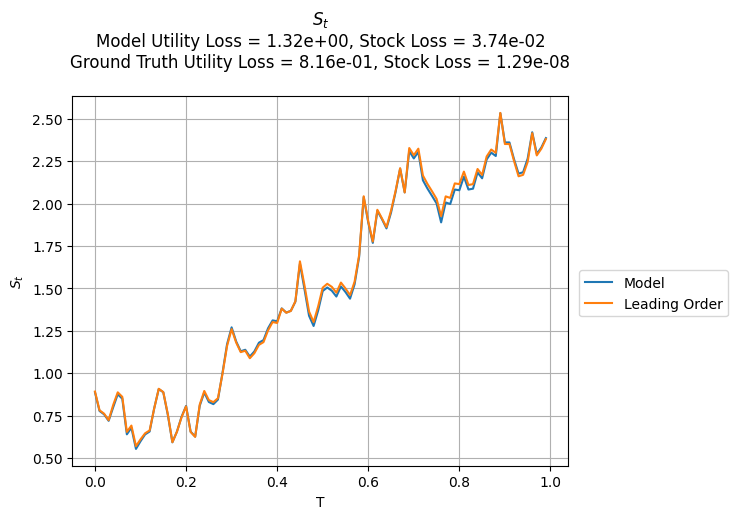 S_t
Model Utility Loss = 1.32e+00, Stock Loss = 3.74e-02
Ground Truth Utility Loss = 8.16e-01, Stock Loss = 1.29e-08
2.50
2.25
2.00
1.75
1.50
1.25
1.00
0.75
0.50
S_t
0.0 0.2 0.4 0.6 0.8 1.0
T
Model
Leading Order